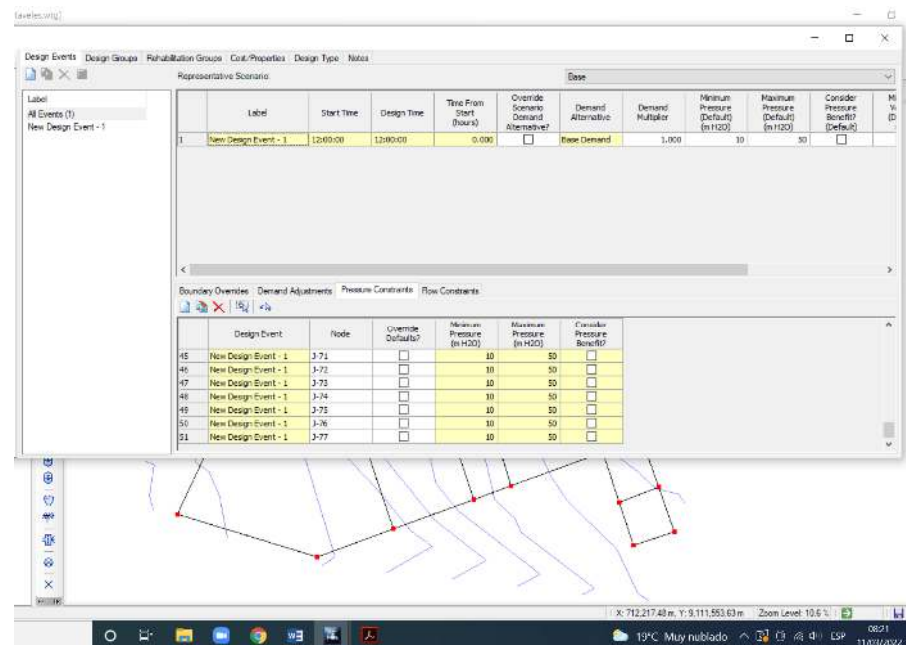 Design Events Design Groups Rehabilitation Groups Cost/Properties Design Type Notes
Representative Scenario: Base
Label
All Events (1)
New Design Event - 1
Label Start Time Design Time Time From Start (hours) Override Scenario Demand Alternative? Demand Alternative Demand Multiplier Minimum Pressure (Default) (m H2O) Maximum Pressure (Default) (m H2O) Consider Pressure Benefit? (Default)
1 New Design Event - 1 12:00:00 12:00:00 0.000 Base Demand 1.000 10 50
Boundary Overrides Demand Adjustments Pressure Constraints Flow Constraints
Design Event Node Override Defaults? Minimum Pressure (m H2O) Maximum Pressure (m H2O) Consider Pressure Benefit?
45 New Design Event - 1 J-71 10 50
46 New Design Event - 1 J-72 10 50
47 New Design Event - 1 J-73 10 50
48 New Design Event - 1 J-74 10 50
49 New Design Event - 1 J-75 10 50
50 New Design Event - 1 J-76 10 50
51 New Design Event - 1 J-77 10 50
X: 712,217.48 m, Y: 9,111,553.63 m Zoom Level: 10.6 %
19°C Muy nublado ESP 08:21
11/03/2022